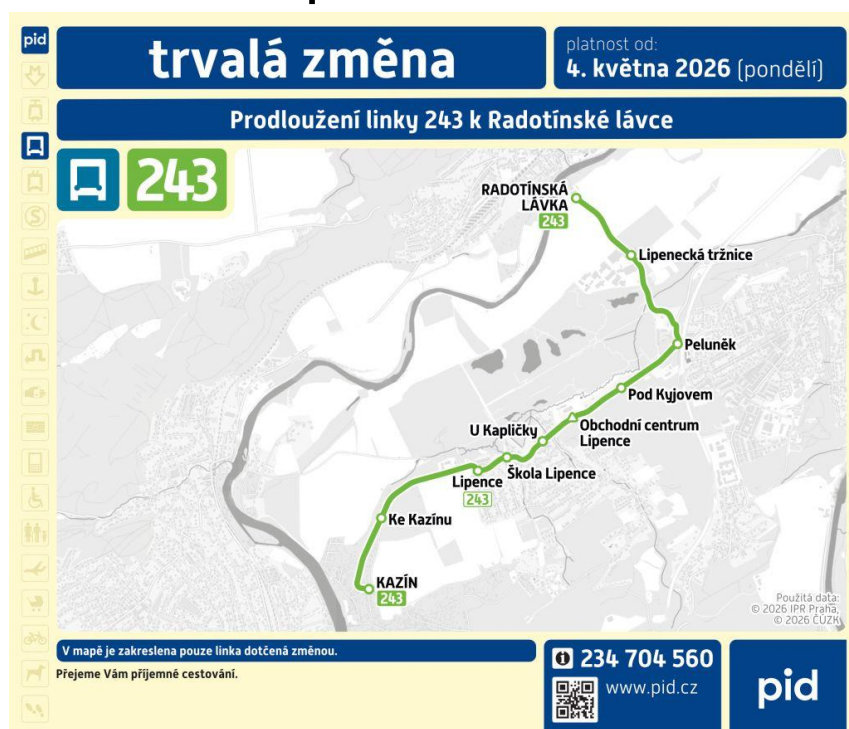 pid
trvalá změna
platnost od:
4. května 2026 (pondělí)
Prodloužení linky 243 k Radotínské lávce
243
RADOTÍNSKÁ
LÁVKA
243
Lipenecká tržnice
Peluněk
Pod Kyjovem
Obchodní centrum
Lipence
U Kapličky
Škola Lipence
Lipence
243
Ke Kazínu
KAZÍN
243
Použitá data:
© 2026 IPR Praha,
© 2026 ČÚZK
V mapě je zakreslena pouze linka dotčená změnou.
Přejeme Vám příjemné cestování.
234 704 560
www.pid.cz
pid